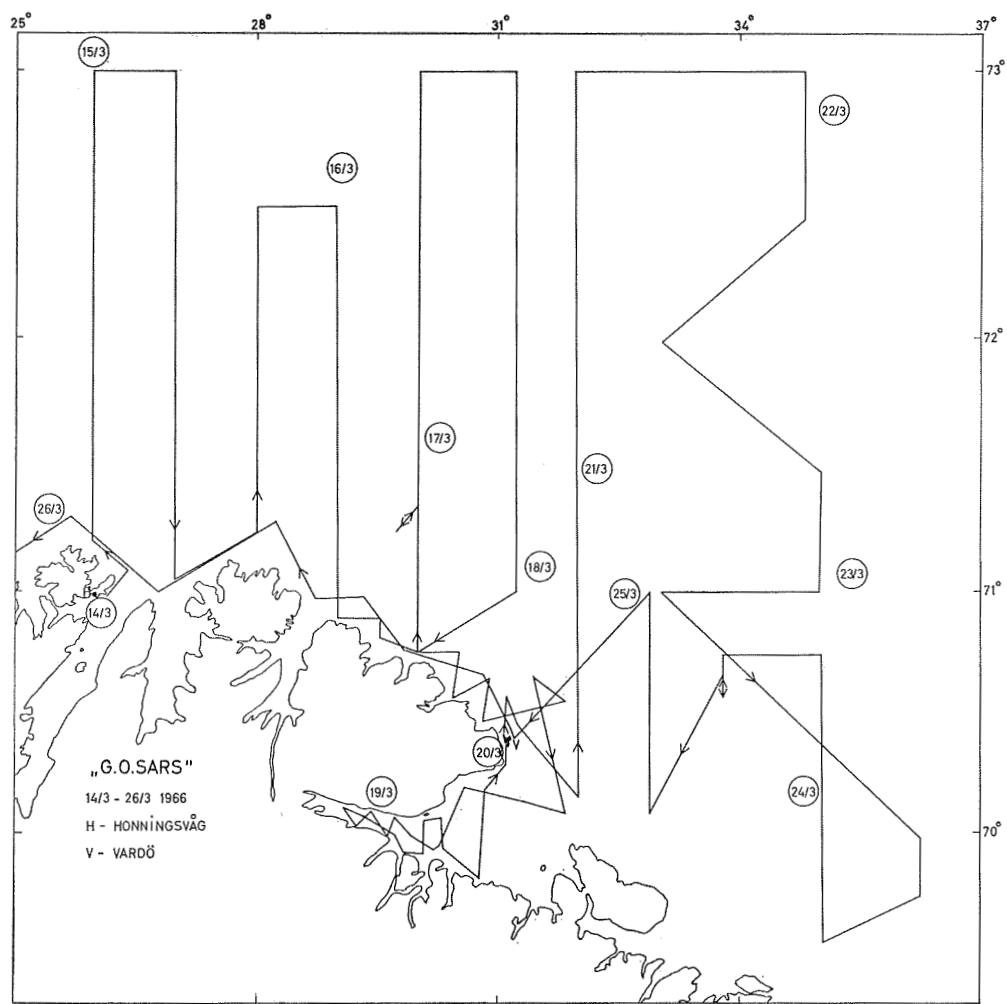 25° 28° 31° 34° 37°
15/3
73°
22/3
16/3
72°
17/3
21/3
26/3
18/3
23/3
71°
25/3
H
14/3
V
20/3
„G.O.SARS"
19/3
24/3
14/3 - 26/3 1966
H - HONNINGSVÅG
70°
V - VARDÖ